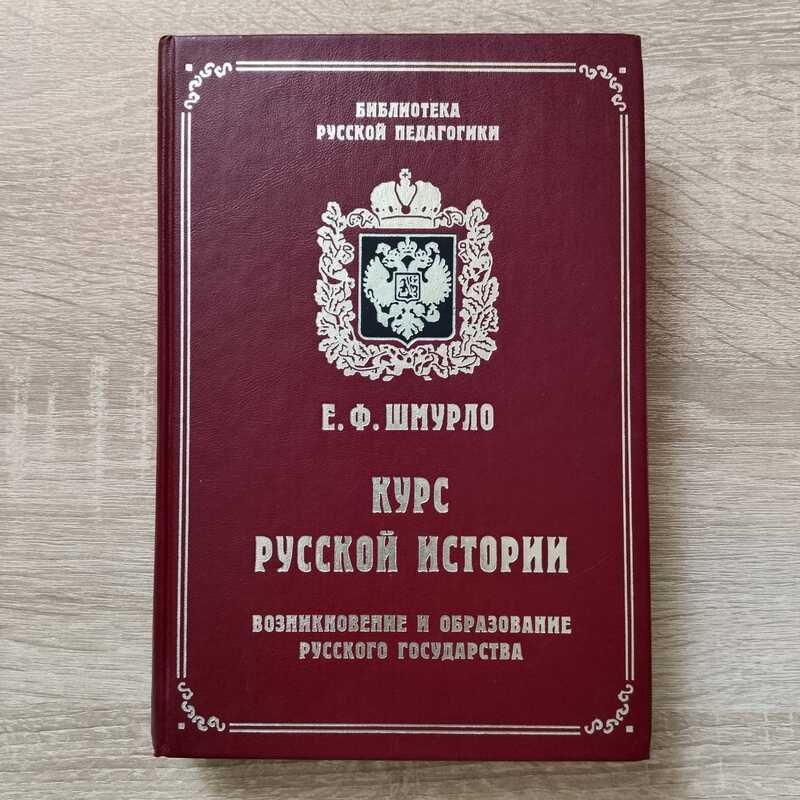 БИБЛИОТЕКА
РУССКОЙ ПЕДАГОГИКИ
Е. Ф. ШМУРЛО
КУРС
РУССКОЙ ИСТОРИИ
ВОЗНИКНОВЕНИЕ И ОБРАЗОВАНИЕ
РУССКОГО ГОСУДАРСТВА